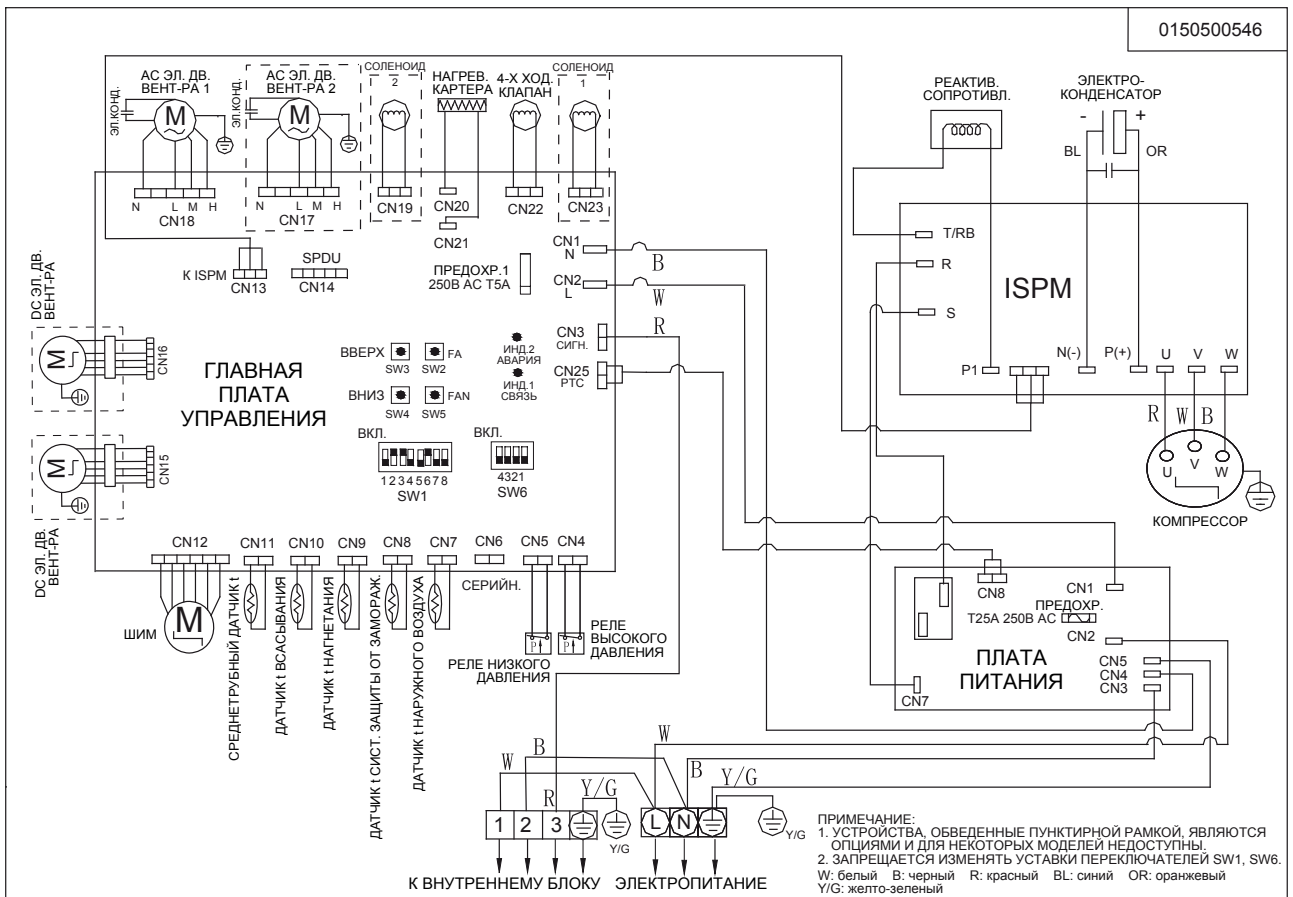 0150500546
АС ЭЛ. ДВ.
ВЕНТ-РА 1
ЭЛ.КОНД.
M
N L M H
CN18
АС ЭЛ. ДВ.
ВЕНТ-РА 2
ЭЛ.КОНД.
M
N L M H
CN17
СОЛЕНОИД
2
CN19
НАГРЕВ.
КАРТЕРА
CN20
CN21
4-Х ХОД.
КЛАПАН
CN22
СОЛЕНОИД
1
CN23
РЕАКТИВ.
СОПРОТИВЛ.
ЭЛЕКТРО-
КОНДЕНСАТОР
- +
BL OR
К ISPM
CN13
SPDU
CN14
ПРЕДОХР.1
250В АС Т5А
CN1
N
B
CN2
L
W
CN3
СИГН.
R
CN25
РТС
DC ЭЛ. ДВ.
ВЕНТ-РА
M
CN16
ГЛАВНАЯ
ПЛАТА
УПРАВЛЕНИЯ
ВВЕРХ
SW3
FA
SW2
ИНД.2
АВАРИЯ
ИНД.1
СВЯЗЬ
ВНИЗ
SW4
FAN
SW5
ВКЛ.
12345678
SW1
ВКЛ.
4321
SW6
M
CN15
DC ЭЛ. ДВ.
ВЕНТ-РА
T/RB
R
S
ISPM
P1
N(-)
P(+)
U
V
W
R W B
U V W
КОМПРЕССОР
CN12
CN11
CN10
CN9
CN8
CN7
CN6
CN5
CN4
СЕРИЙН.
M
ШИМ
СРЕДНЕТРУБНЫЙ ДАТЧИК t
ДАТЧИК t ВСАСЫВАНИЯ
ДАТЧИК t НАГНЕТАНИЯ
ДАТЧИК t СИСТ. ЗАЩИТЫ ОТ ЗАМОРАЖ.
ДАТЧИК t НАРУЖНОГО ВОЗДУХА
P P
РЕЛЕ НИЗКОГО
ДАВЛЕНИЯ
РЕЛЕ
ВЫСОКОГО
ДАВЛЕНИЯ
CN8
CN1
ПРЕДОХР.
Т25А 250В АС
CN2
ПЛАТА
ПИТАНИЯ
CN5
CN4
CN3
CN7
W
B
R
Y/G
1 2 3
Y/G
К ВНУТРЕННЕМУ БЛОКУ
W
B
Y/G
L N
Y/G
ЭЛЕКТРОПИТАНИЕ
ПРИМЕЧАНИЕ:
1. УСТРОЙСТВА, ОБВЕДЕННЫЕ ПУНКТИРНОЙ РАМКОЙ, ЯВЛЯЮТСЯ
ОПЦИЯМИ И ДЛЯ НЕКОТОРЫХ МОДЕЛЕЙ НЕДОСТУПНЫ.
2. ЗАПРЕЩАЕТСЯ ИЗМЕНЯТЬ УСТАВКИ ПЕРЕКЛЮЧАТЕЛЕЙ SW1, SW6.
W: белый B: черный R: красный BL: синий OR: оранжевый
Y/G: желто-зеленый